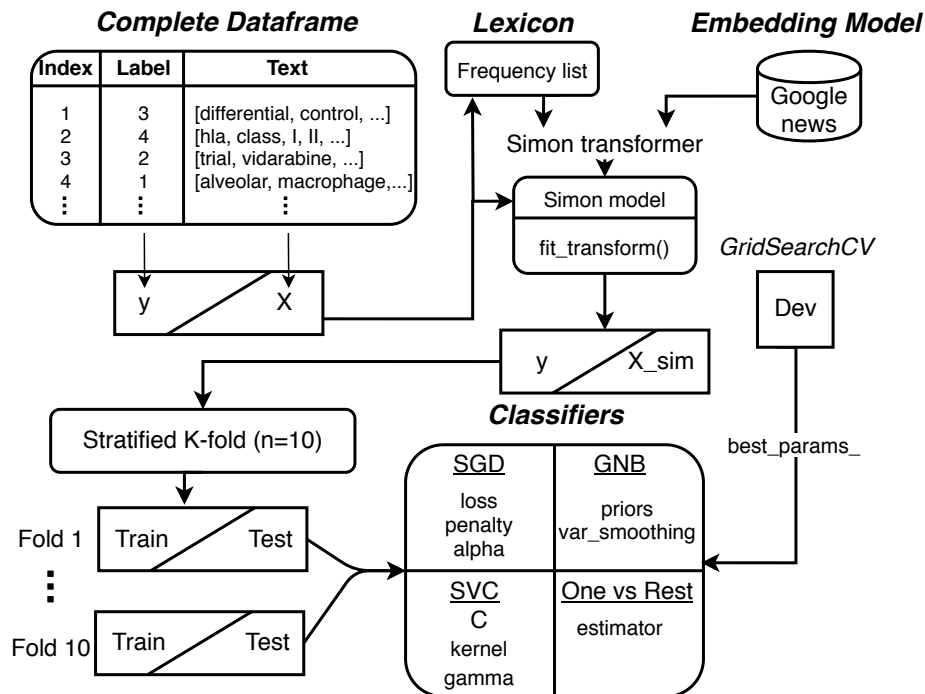 Complete Dataframe
Lexicon
Embedding Model
Index Label Text
1 3 [differential, control, ...]
2 4 [hla, class, I, II, ...]
3 2 [trial, vidarabine, ...]
4 1 [alveolar, macrophage,...]
Frequency list
Google
news
Simon transformer
Simon model
fit_transform()
GridSearchCV
Dev
y X
y X_sim
best_params_
Stratified K-fold (n=10)
Classifiers
Fold 1 Train Test
Fold 10 Train Test
SGD
loss
penalty
alpha
GNB
priors
var_smoothing
SVC
C
kernel
gamma
One vs Rest
estimator